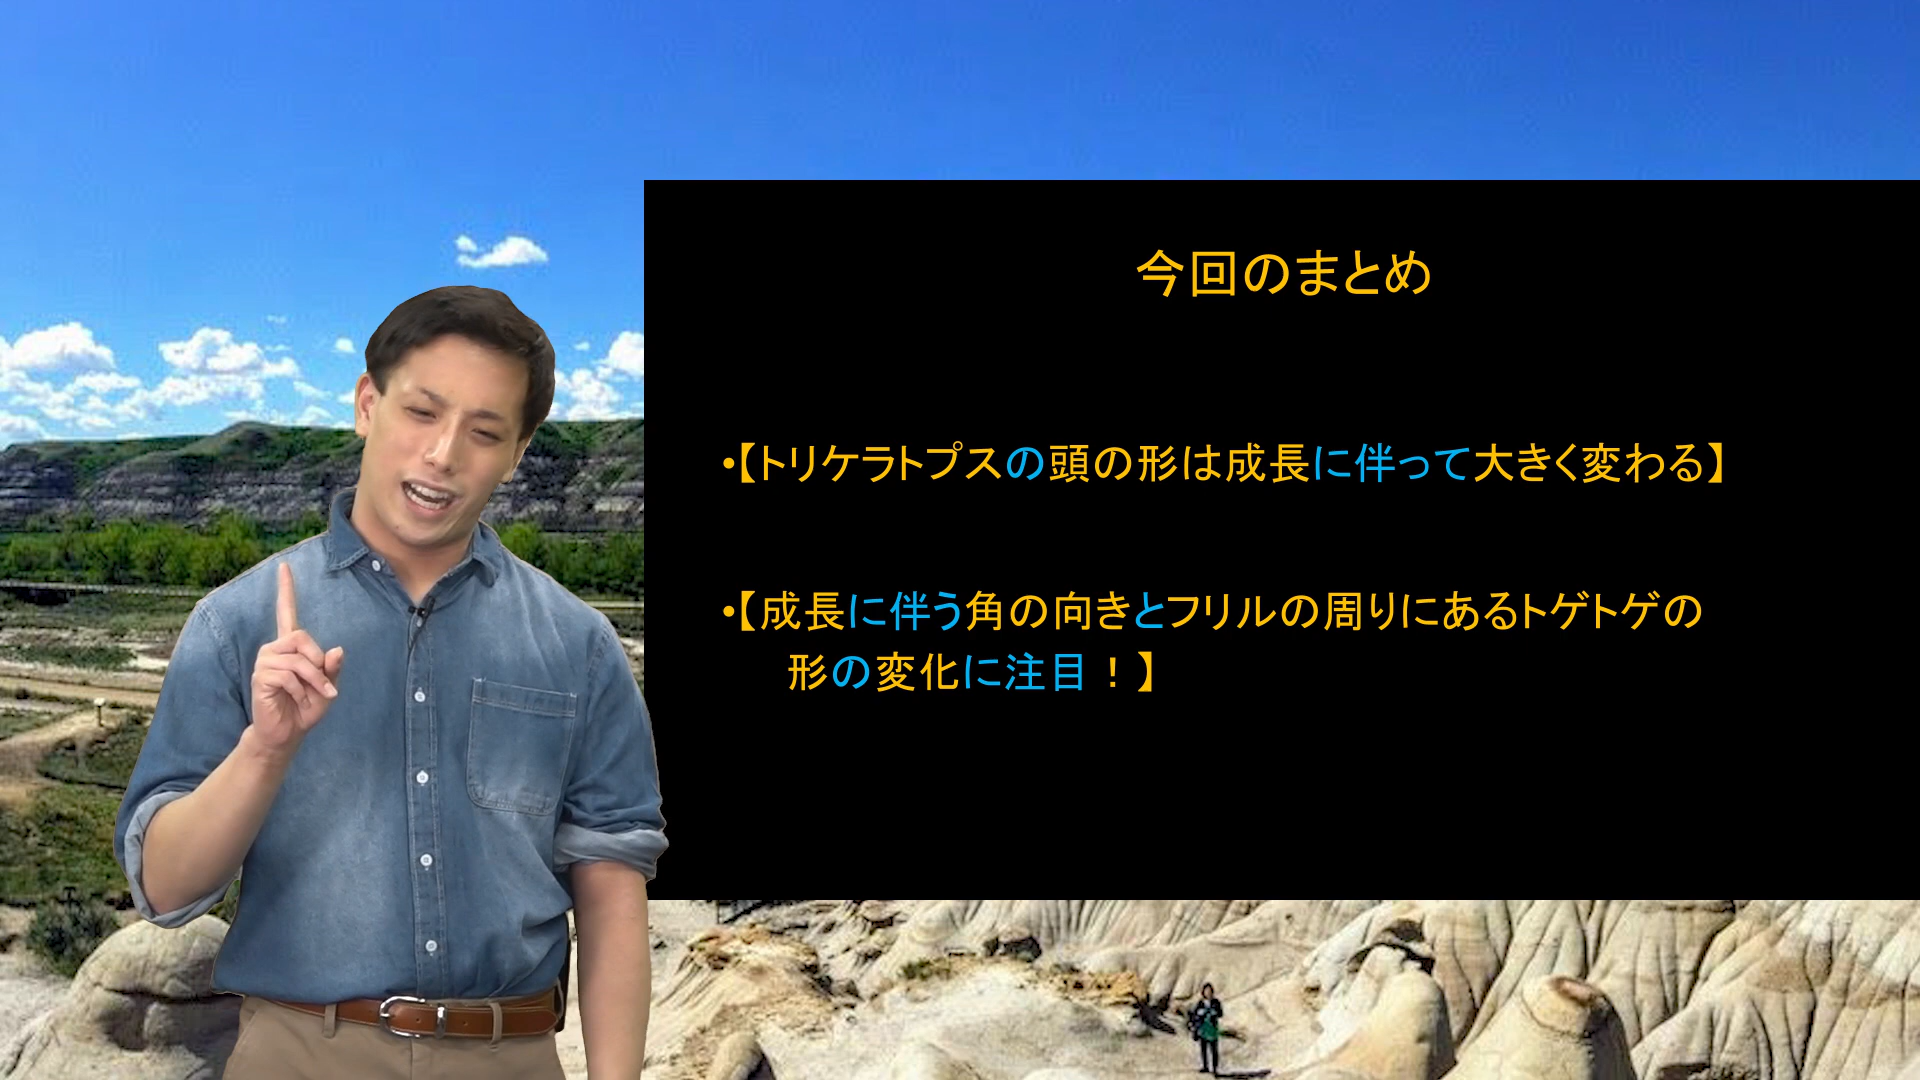 今回のまとめ
•【トリケラトプスの頭の形は成長に伴って大きく変わる】
•【成長に伴う角の向きとフリルの周りにあるトゲトゲの
形の変化に注目！】